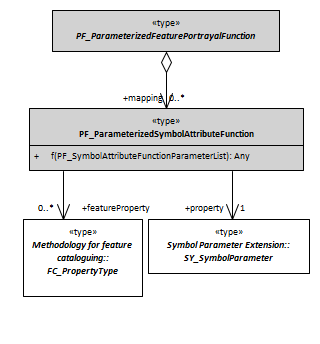 «type»
PF_ParameterizedFeaturePortrayalFunction
+mapping 0..*
«type»
PF_ParameterizedSymbolAttributeFunction
+ f(PF_SymbolAttributeFunctionParameterList): Any
0..* +featureProperty +property 1
«type»
Methodology for feature
cataloguing::
FC_PropertyType
«type»
Symbol Parameter Extension::
SY_SymbolParameter